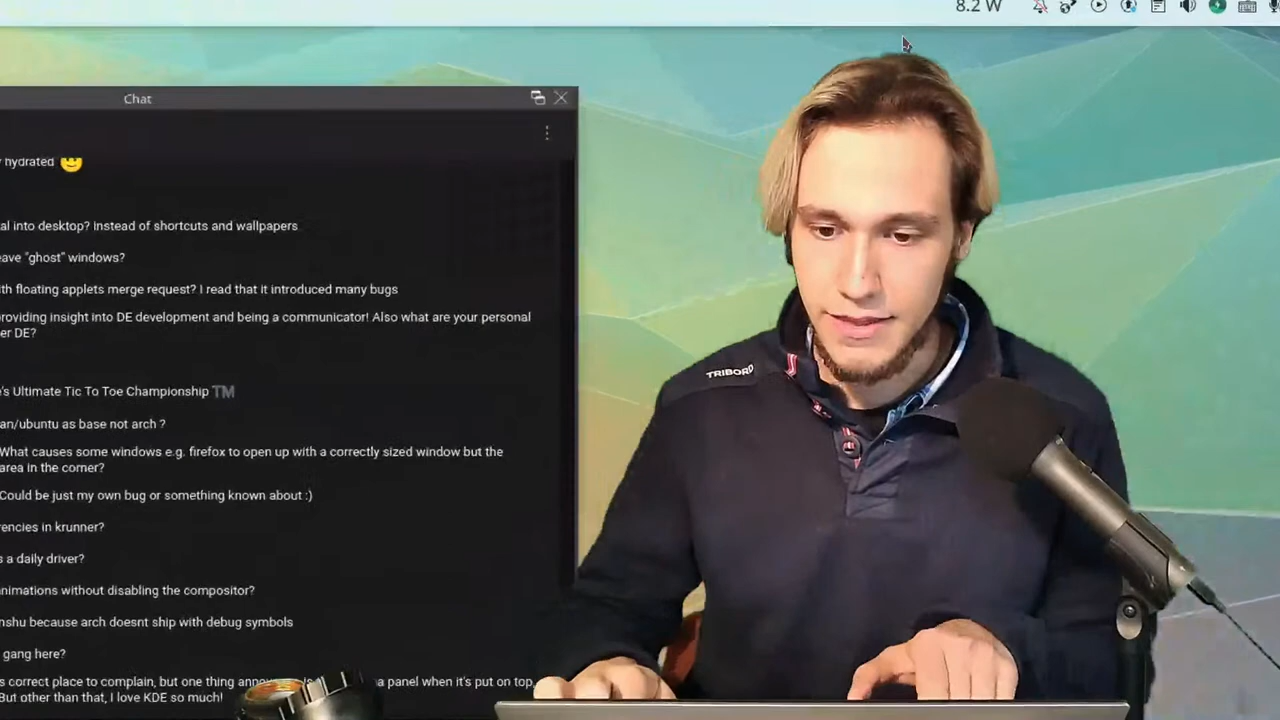 8.2 W
Chat
hydrated
al into desktop? Instead of shortcuts and wallpapers
eave "ghost" windows?
ith floating applets merge request? I read that it introduced many bugs
providing insight into DE development and being a communicator! Also what are your personal
er DE?
e's Ultimate Tic To Toe Championship TM
TRIBORD
an/ubuntu as base not arch ?
What causes some windows e.g. firefox to open up with a correctly sized window but the
area in the corner?
Could be just my own bug or something known about :)
rencies in krunner?
s a daily driver?
animations without disabling the compositor?
nshu because arch doesnt ship with debug symbols
gang here?
s correct place to complain, but one thing a panel when it's put on top,
But other than that, I love KDE so much!